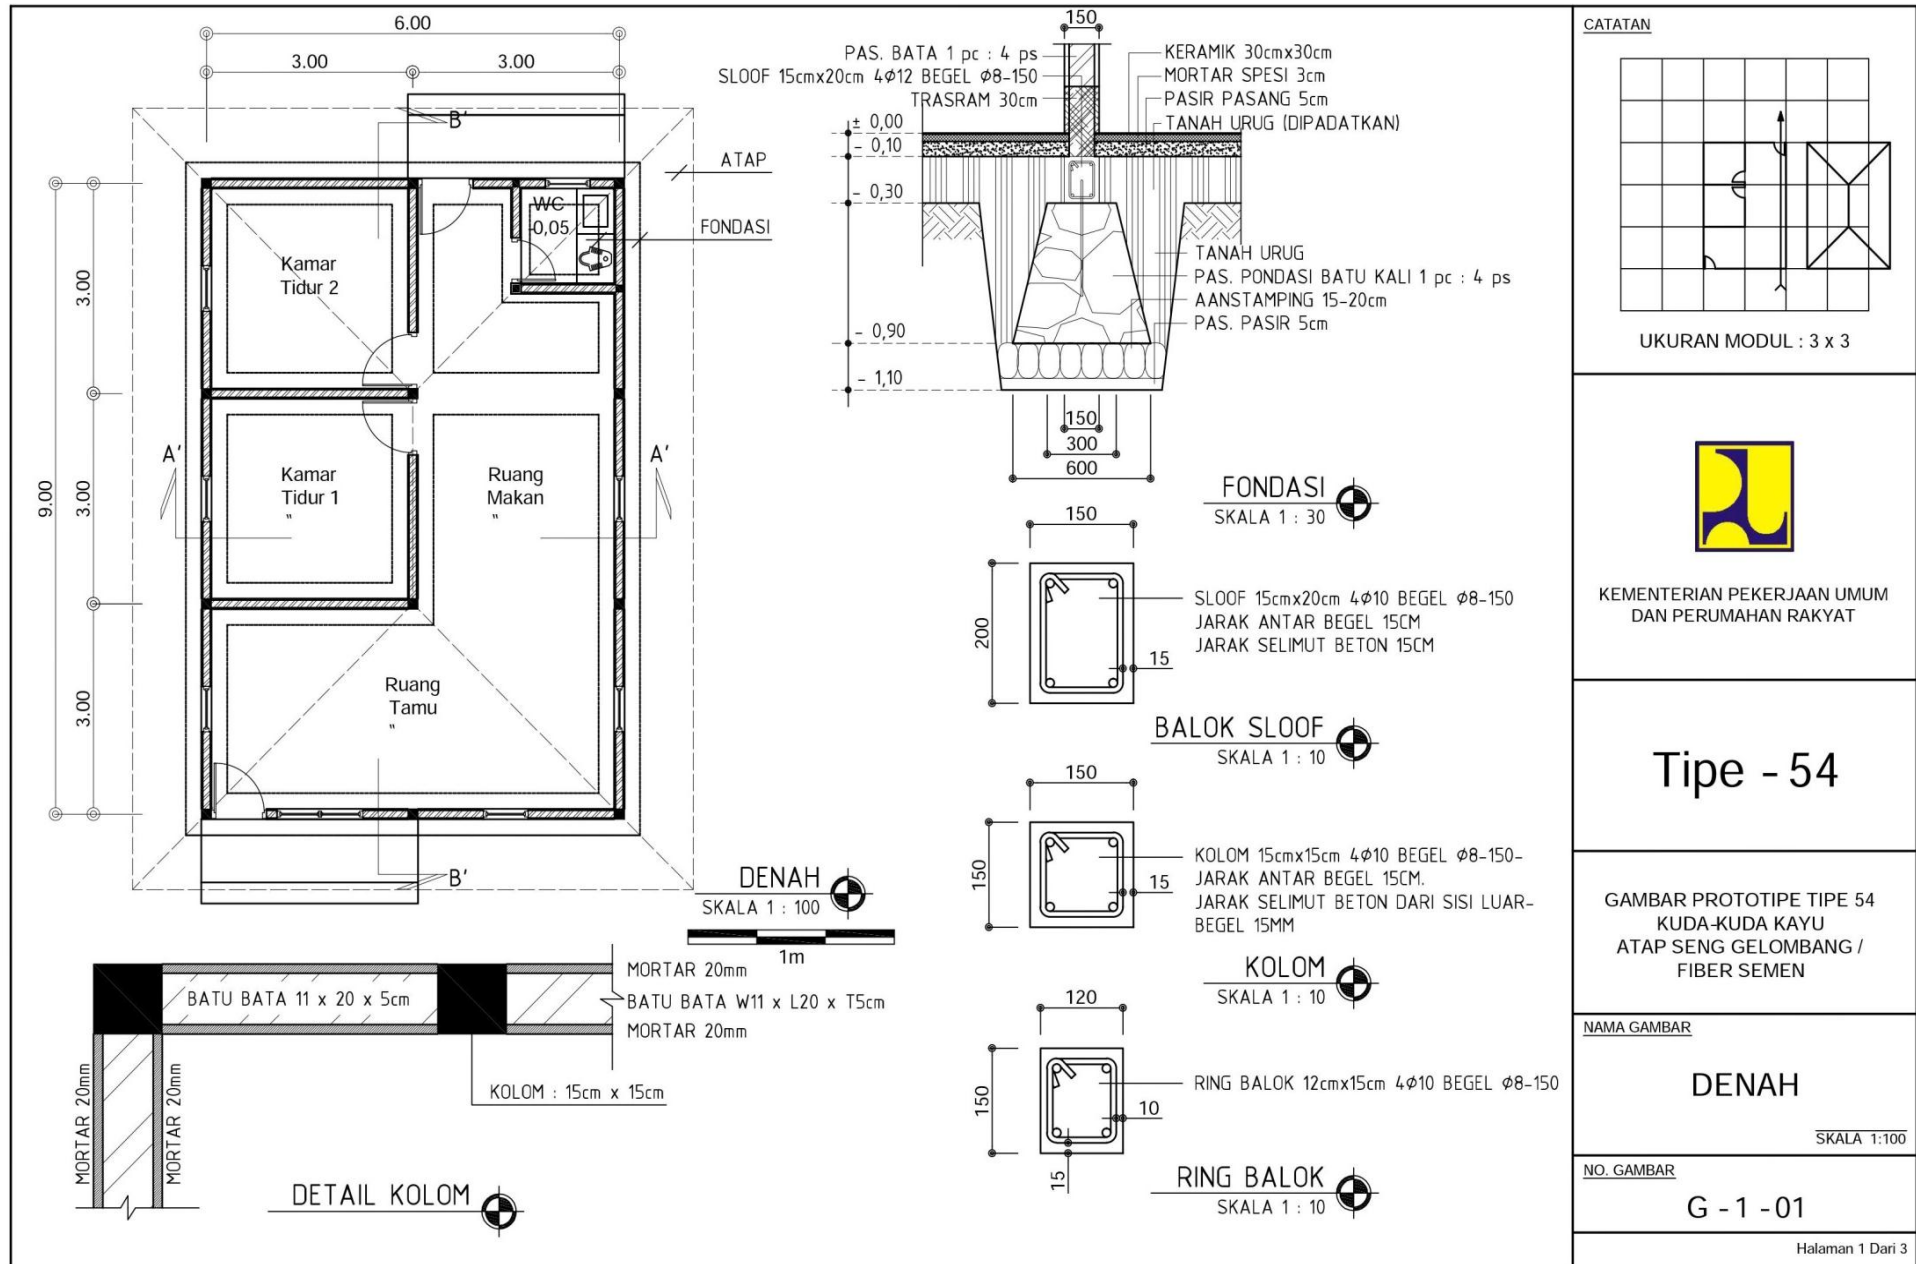 6.00
3.00
3.00
B'
ATAP
FONDASI
WC
-0,05
Kamar
Tidur 2
Kamar
Tidur 1
"
Ruang
Makan
"
Ruang
Tamu
"
A'
A'
9.00
3.00
3.00
3.00
B'
DENAH
SKALA 1 : 100
1m
150
PAS. BATA 1 pc : 4 ps
SLOOF 15cmx20cm 4ϕ12 BEGEL ϕ8-150
TRASRAM 30cm
KERAMIK 30cmx30cm
MORTAR SPESI 3cm
PASIR PASANG 5cm
TANAH URUG (DIPADATKAN)
± 0,00
- 0,10
- 0,30
- 0,90
- 1,10
TANAH URUG
PAS. PONDASI BATU KALI 1 pc : 4 ps
AANSTAMPING 15-20cm
PAS. PASIR 5cm
150
300
600
FONDASI
SKALA 1 : 30
150
200
15
SLOOF 15cmx20cm 4ϕ10 BEGEL ϕ8-150
JARAK ANTAR BEGEL 15CM
JARAK SELIMUT BETON 15CM
BALOK SLOOF
SKALA 1 : 10
150
150
15
KOLOM 15cmx15cm 4ϕ10 BEGEL ϕ8-150-
JARAK ANTAR BEGEL 15CM.
JARAK SELIMUT BETON DARI SISI LUAR-
BEGEL 15MM
KOLOM
SKALA 1 : 10
120
150
10
15
RING BALOK 12cmx15cm 4ϕ10 BEGEL ϕ8-150
RING BALOK
SKALA 1 : 10
BATU BATA 11 x 20 x 5cm
MORTAR 20mm
BATU BATA W11 x L20 x T5cm
MORTAR 20mm
MORTAR 20mm
MORTAR 20mm
KOLOM : 15cm x 15cm
DETAIL KOLOM
CATATAN
UKURAN MODUL : 3 x 3
KEMENTERIAN PEKERJAAN UMUM
DAN PERUMAHAN RAKYAT
Tipe - 54
GAMBAR PROTOTIPE TIPE 54
KUDA-KUDA KAYU
ATAP SENG GELOMBANG /
FIBER SEMEN
NAMA GAMBAR
DENAH
SKALA 1:100
NO. GAMBAR
G - 1 - 01
Halaman 1 Dari 3